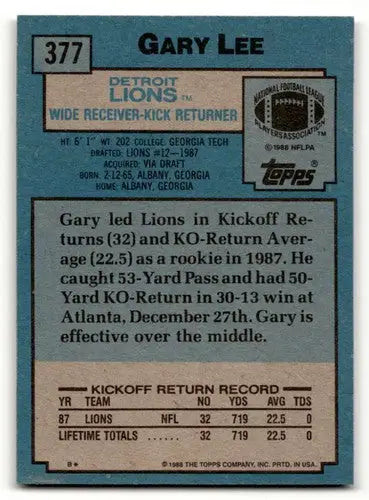 377
GARY LEE
DETROIT
LIONS TM
WIDE RECEIVER-KICK RETURNER
NATIONAL FOOTBALL LEAGUE
PLAYERS ASSOCIATION TM
© 1988 NFLPA
topps®
HT: 6' 1" WT: 202 COLLEGE: GEORGIA TECH
DRAFTED: LIONS #12-1987
ACQUIRED: VIA DRAFT
BORN: 2-12-65, ALBANY, GEORGIA
HOME: ALBANY, GEORGIA
Gary led Lions in Kickoff Re-
turns (32) and KO-Return Aver-
age (22.5) as a rookie in 1987. He
caught 53-Yard Pass and had 50-
Yard KO-Return in 30-13 win at
Atlanta, December 27th. Gary is
effective over the middle.
KICKOFF RETURN RECORD
YR TEAM NO YDS AVG TDS
87 LIONS NFL 32 719 22.5 0
LIFETIME TOTALS ...... 32 719 22.5 0
B* © 1988 THE TOPPS COMPANY, INC. PRTD. IN USA.